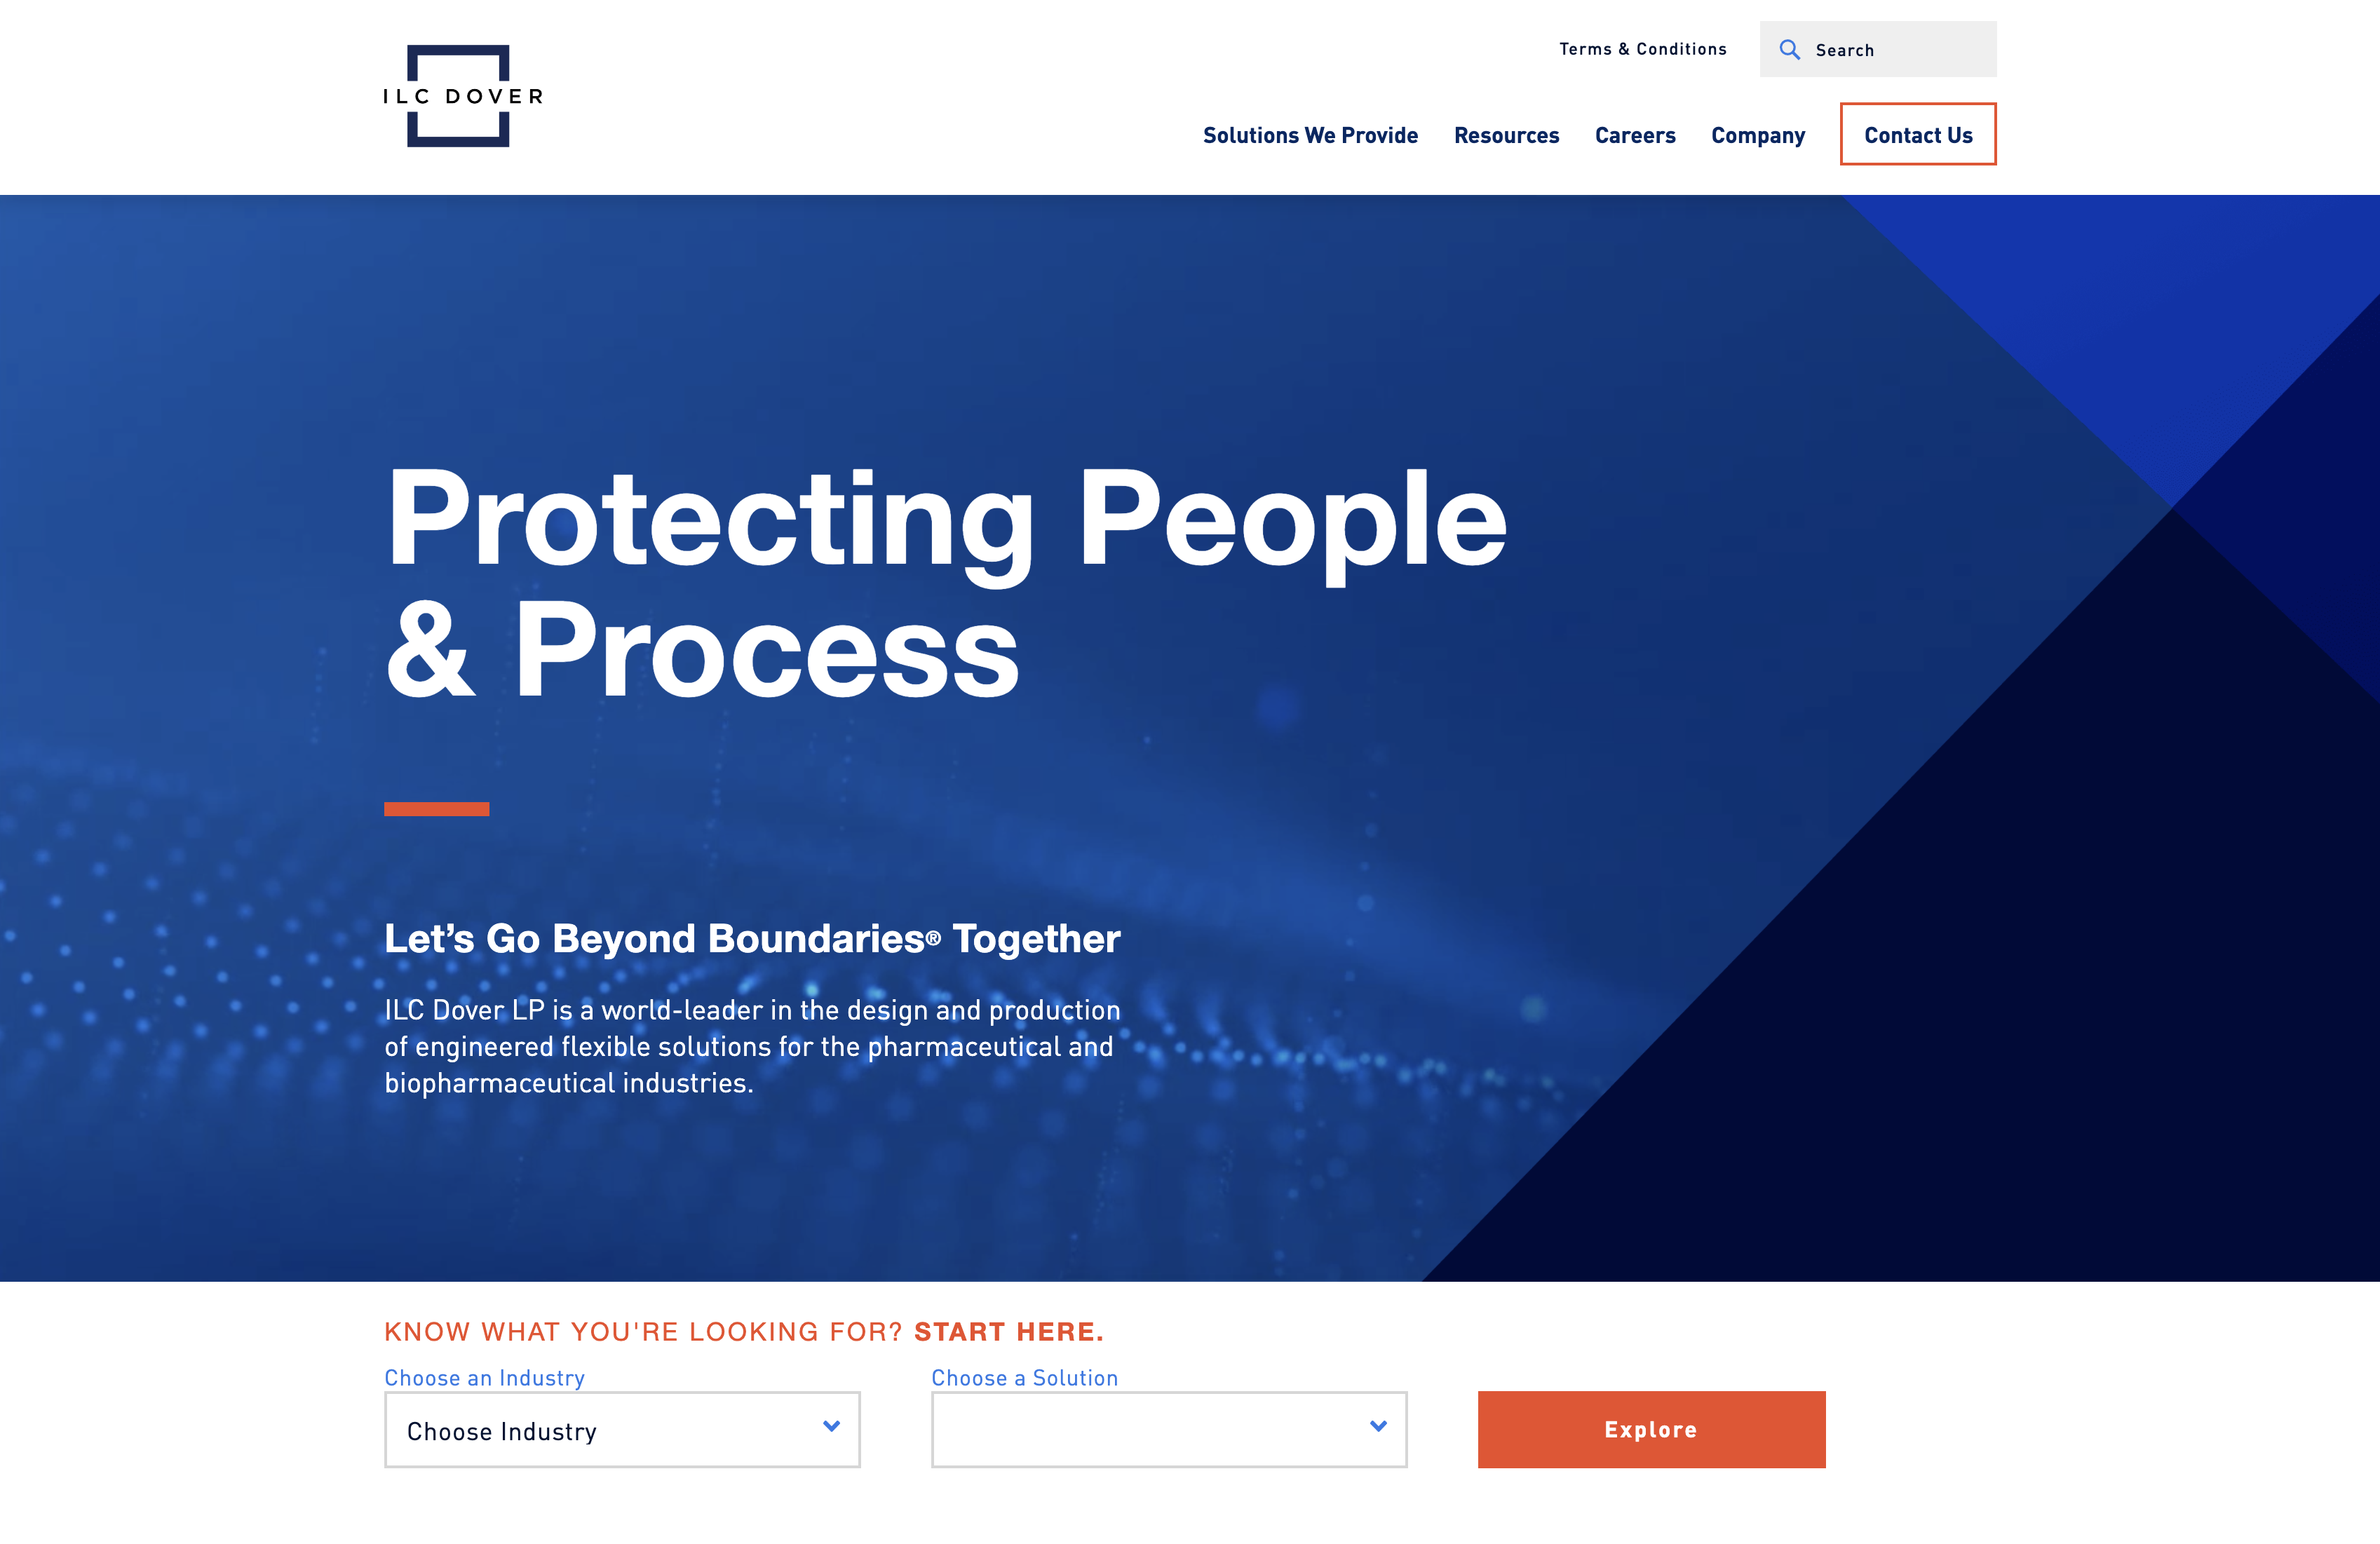 Terms & Conditions
Search
ILC DOVER
Solutions We Provide
Resources
Careers
Company
Contact Us
Protecting People
& Process
Let’s Go Beyond Boundaries® Together
ILC Dover LP is a world-leader in the design and production
of engineered flexible solutions for the pharmaceutical and
biopharmaceutical industries.
KNOW WHAT YOU'RE LOOKING FOR? START HERE.
Choose an Industry
Choose a Solution
Choose Industry
Explore